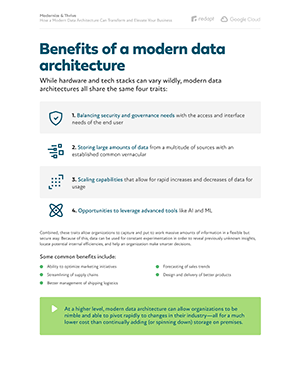 Modernize & Thrive
How a Modern Data Architecture Can Transform and Elevate Your Business
redapt
Google Cloud
Benefits of a modern data
architecture
While hardware and tech stacks can vary wildly, modern data
architectures all share the same four traits:
1. Balancing security and governance needs with the access and interface
needs of the end user
2. Storing large amounts of data from a multitude of sources with an
established common vernacular
3. Scaling capabilities that allow for rapid increases and decreases of data for
usage
4. Opportunities to leverage advanced tools like AI and ML
Combined, these traits allow organizations to capture and put to work massive amounts of information in a flexible but
secure way. Because of this, data can be used for constant experimentation in order to reveal previously unknown insights,
locate potential internal efficiencies, and help an organization make smarter decisions.
Some common benefits include:
Ability to optimize marketing initiatives
Streamlining of supply chains
Better management of shipping logistics
Forecasting of sales trends
Design and delivery of better products
At a higher level, modern data architecture can allow organizations to be
nimble and able to pivot rapidly to changes in their industry—all for a much
lower cost than continually adding (or spinning down) storage on premises.